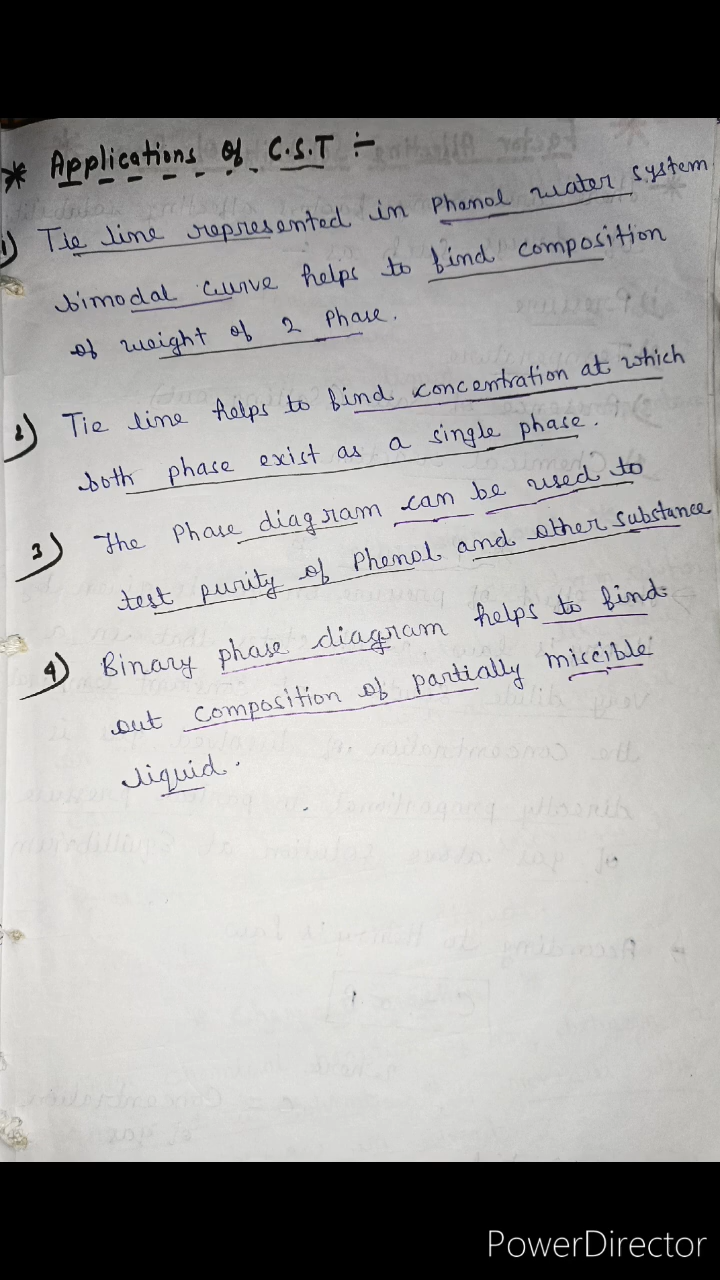 * Applications of C.S.T :-
1) Tie line represented in Phanol water system
bimodal curve helps to find composition
of weight of 2 Phase.
2) Tie line helps to find concentration at which
both phase exist as a single phase.
3) The Phase diagram can be used to
test purity of Phenol and other substance
4) Binary phase diagram helps to find
out composition of partially miscible
liquid.
PowerDirector